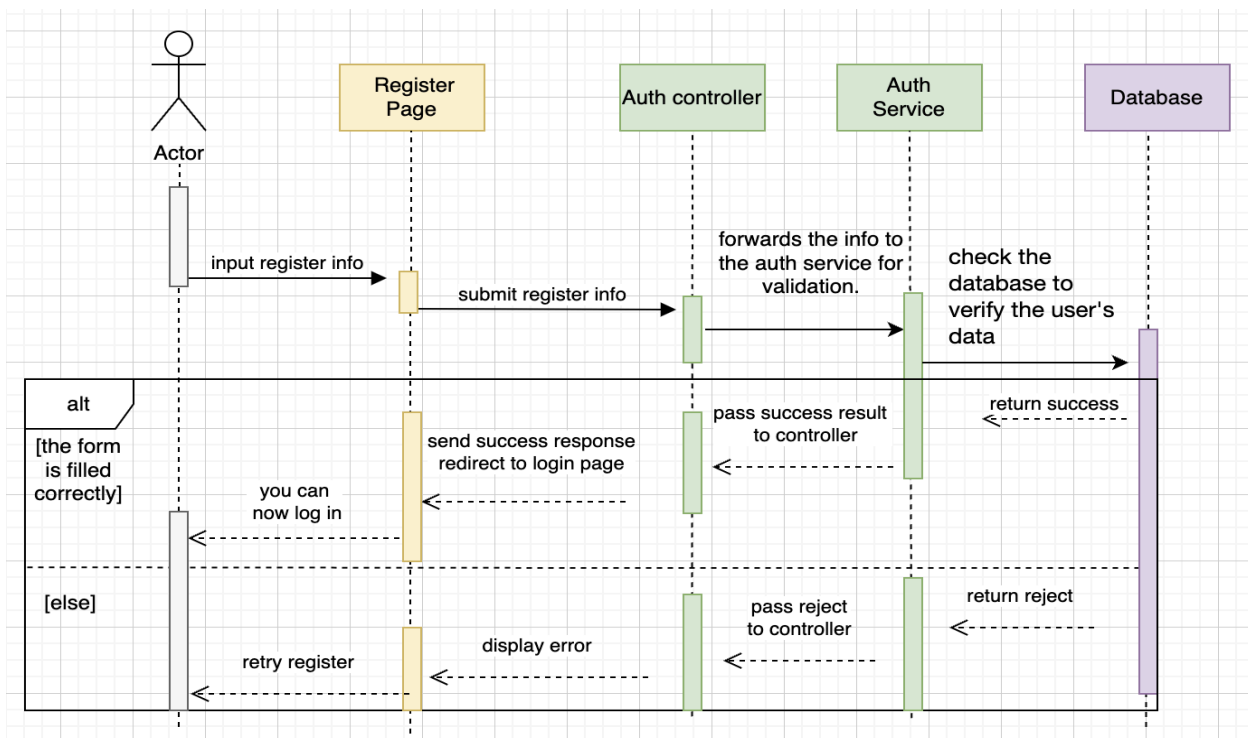 Register
Page
Auth controller
Auth
Service
Database
Actor
input register info
submit register info
forwards the info to
the auth service for
validation.
check the
database to
verify the user's
data
alt
[the form
is filled
correctly]
return success
pass success result
to controller
send success response
redirect to login page
you can
now log in
[else]
return reject
pass reject
to controller
display error
retry register